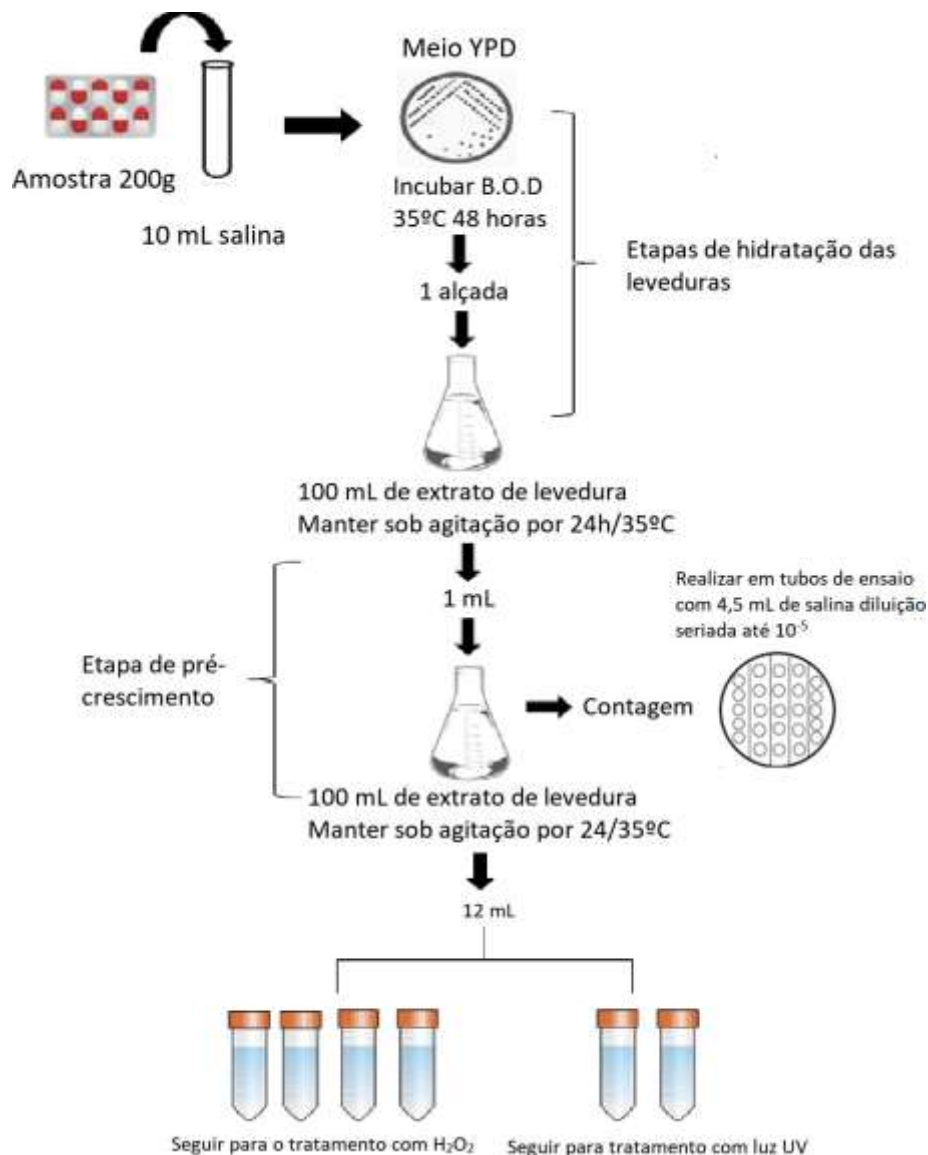 Meio YPD
Amostra 200g
10 mL salina
Incubar B.O.D
35ºC 48 horas
1 alçada
Etapas de hidratação das
leveduras
100 mL de extrato de levedura
Manter sob agitação por 24h/35ºC
1 mL
Realizar em tubos de ensaio
com 4,5 mL de salina diluição
seriada até 10⁻⁵
Etapa de pré-
crescimento
Contagem
100 mL de extrato de levedura
Manter sob agitação por 24/35ºC
12 mL
Seguir para o tratamento com H₂O₂
Seguir para tratamento com luz UV